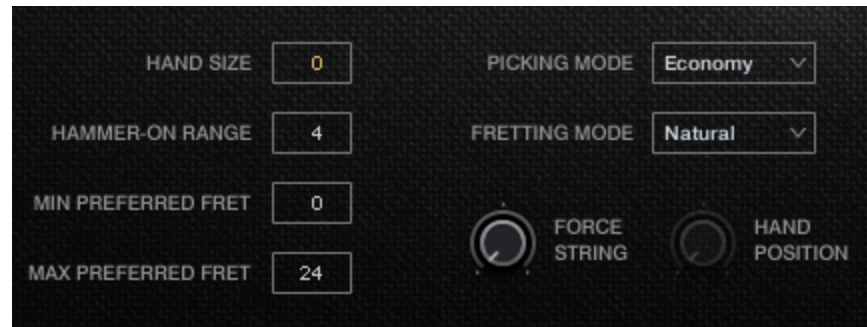 HAND SIZE 0
PICKING MODE Economy
HAMMER-ON RANGE 4
FRETTING MODE Natural
MIN PREFERRED FRET 0
MAX PREFERRED FRET 24
FORCE
STRING
HAND
POSITION